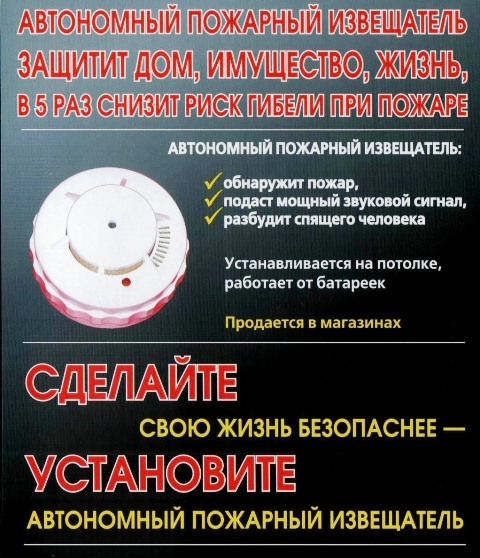 АВТОНОМНЫЙ ПОЖАРНЫЙ ИЗВЕЩАТЕЛЬ
ЗАЩИТИТ ДОМ, ИМУЩЕСТВО, ЖИЗНЬ,
В 5 РАЗ СНИЗИТ РИСК ГИБЕЛИ ПРИ ПОЖАРЕ
АВТОНОМНЫЙ ПОЖАРНЫЙ ИЗВЕЩАТЕЛЬ:
✓ обнаружит пожар,
✓ подаст мощный звуковой сигнал,
✓ разбудит спящего человека
Устанавливается на потолке,
работает от батареек
Продается в магазинах
СДЕЛАЙТЕ
СВОЮ ЖИЗНЬ БЕЗОПАСНЕЕ —
УСТАНОВИТЕ
АВТОНОМНЫЙ ПОЖАРНЫЙ ИЗВЕЩАТЕЛЬ